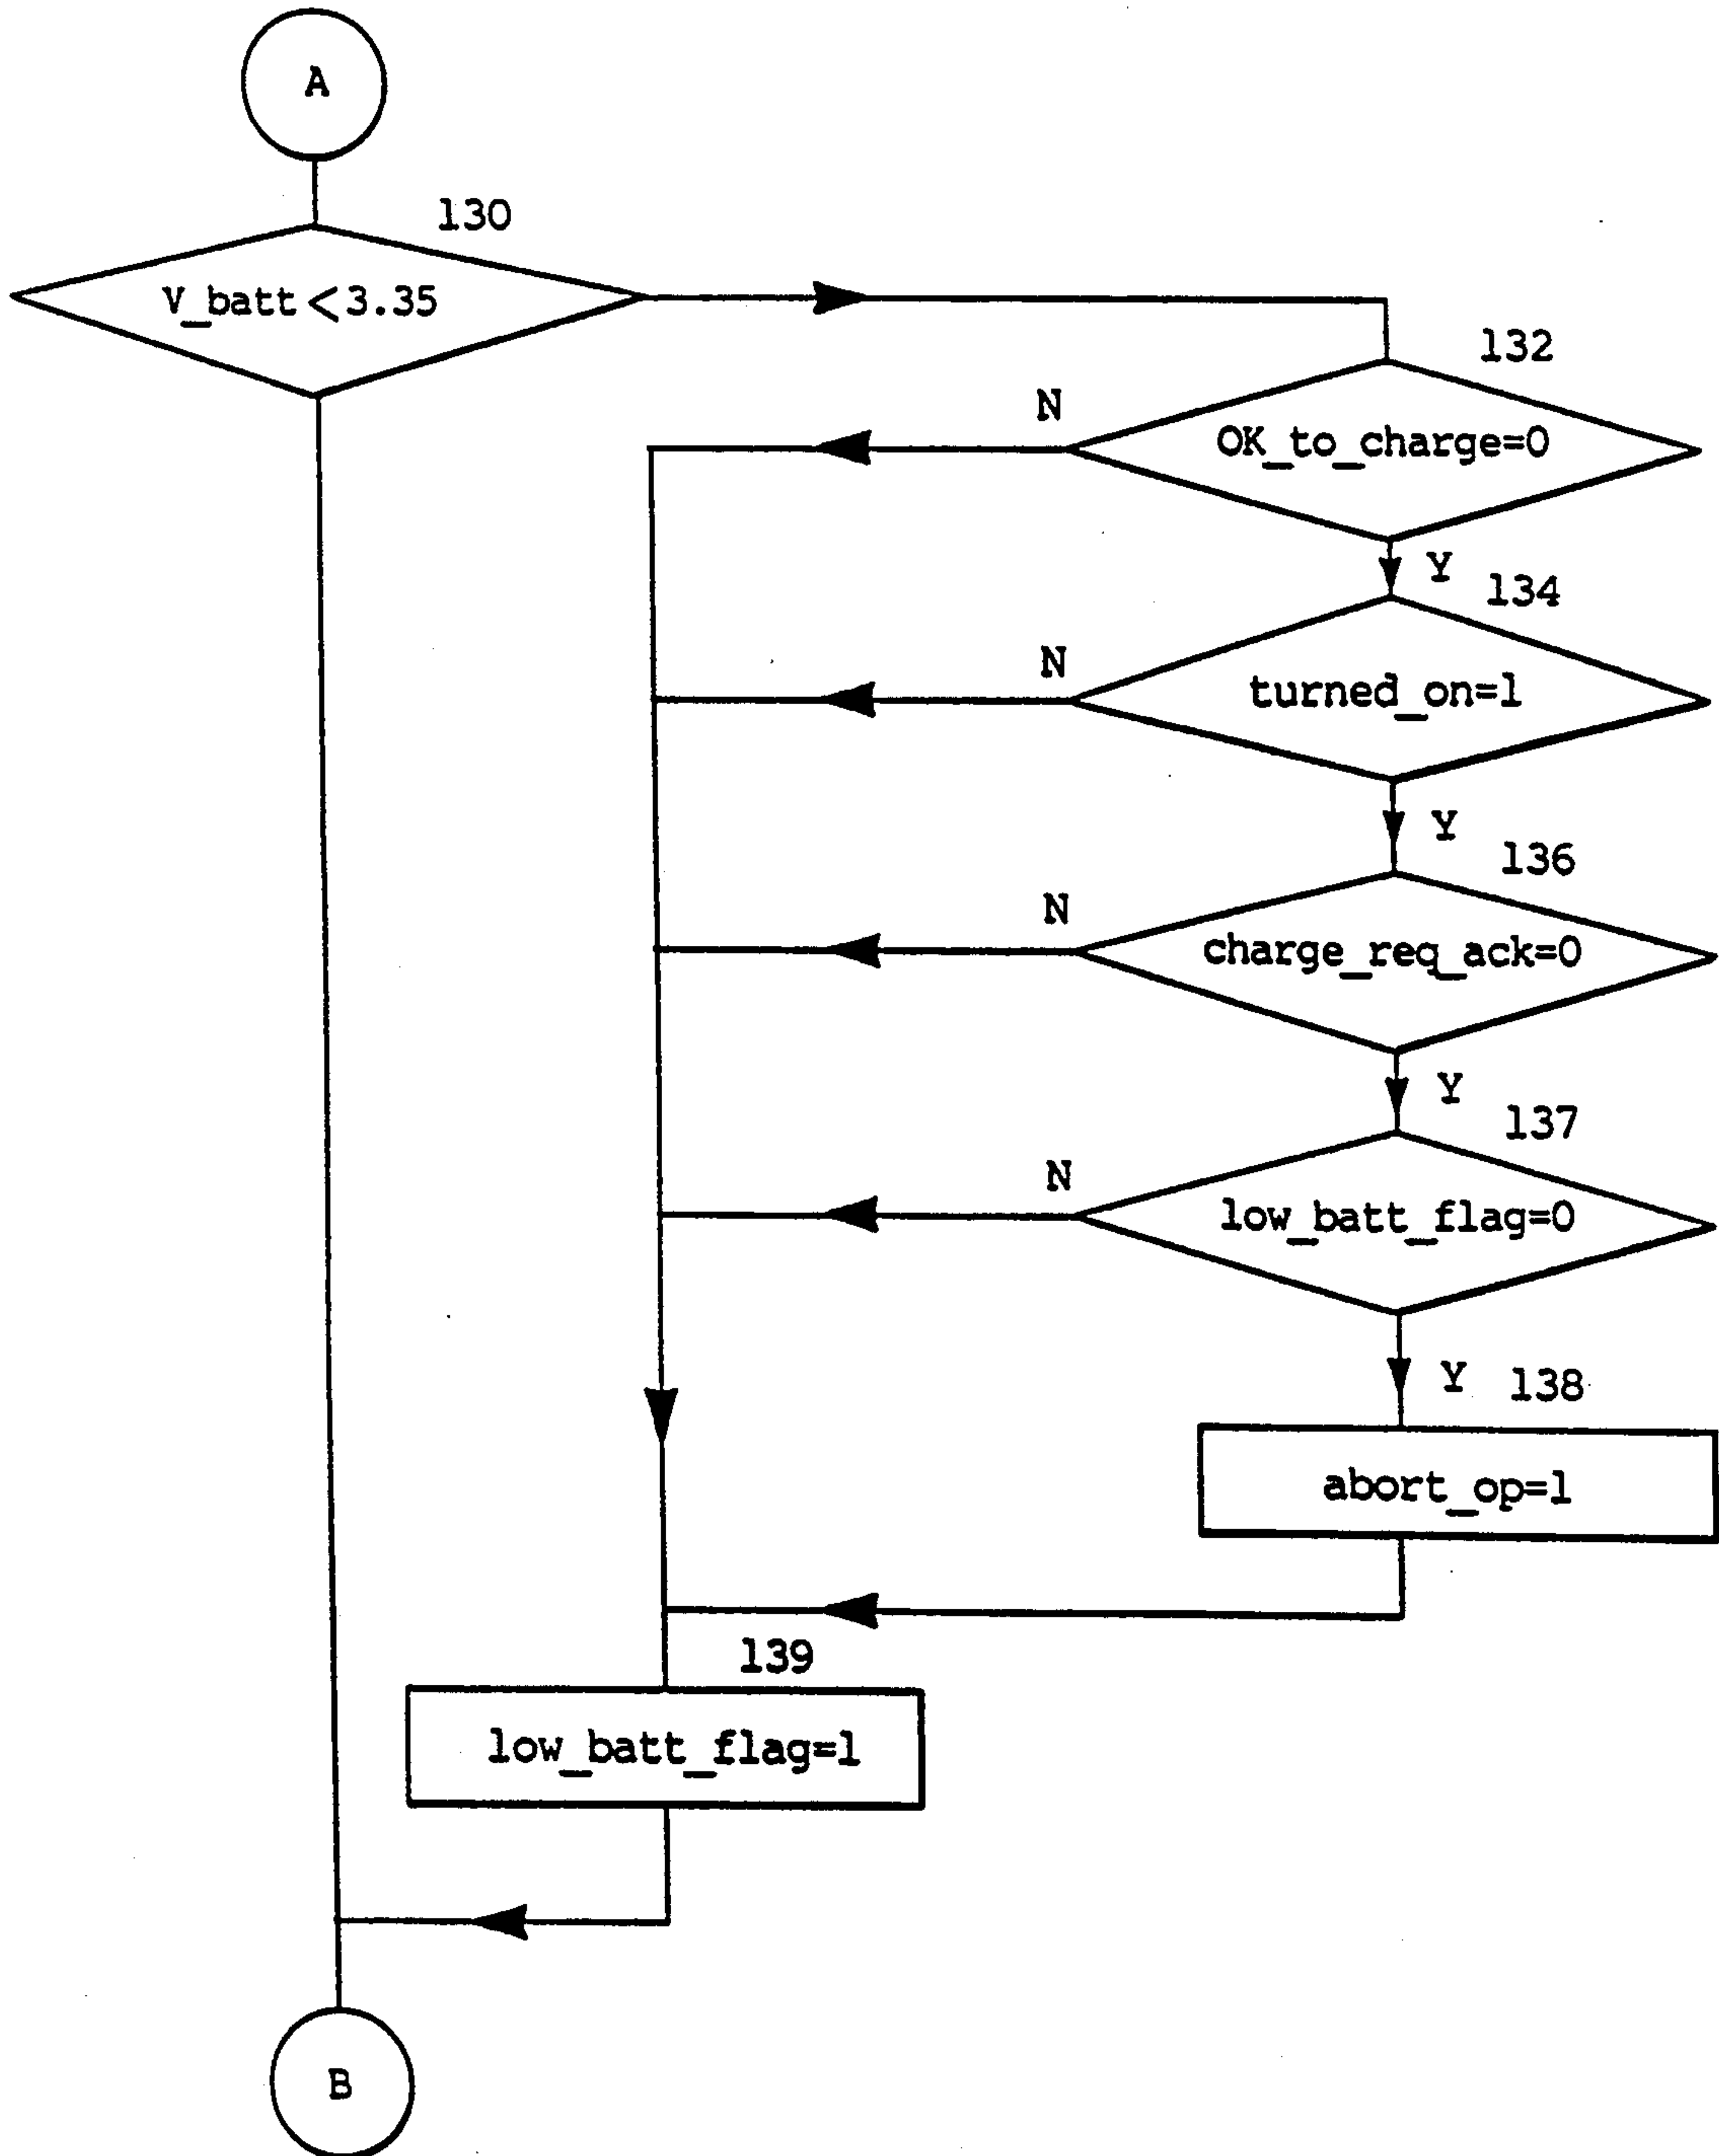 A
130
V_batt<3.35
132
N
OK_to_charge=0
Y
134
N
turned_on=1
Y
136
N
charge_req_ack=0
Y
137
N
low_batt_flag=0
Y
138
abort_op=1
139
low_batt_flag=1
B